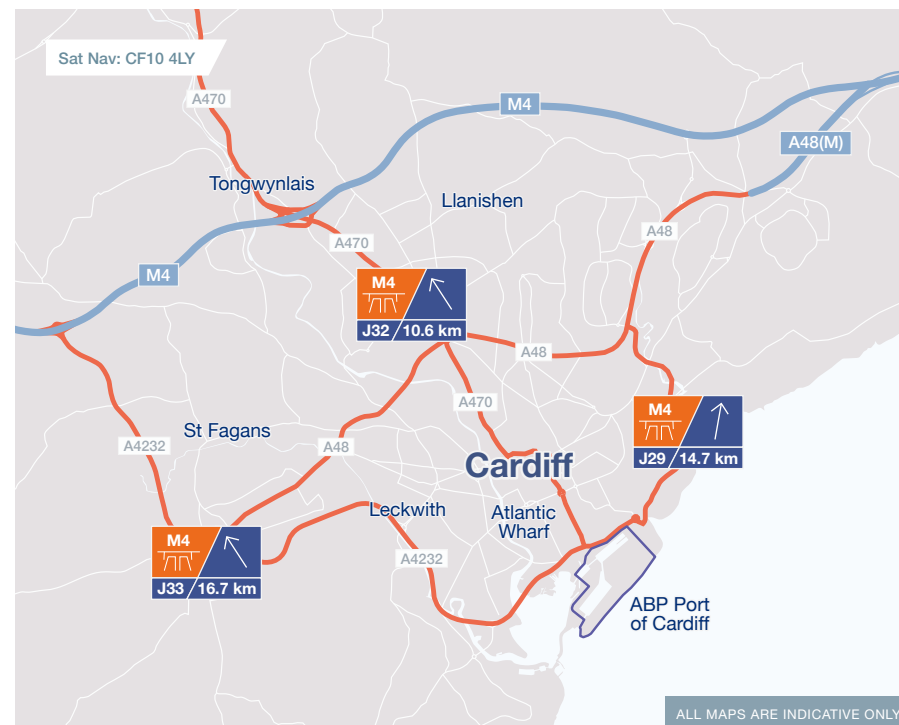 Sat Nav: CF10 4LY
A470
M4
A48(M)
Tongwynlais
Llanishen
A48
A470
M4
M4
J32 / 10.6 km
A48
M4
J29 / 14.7 km
A470
St Fagans
A4232
A48
Cardiff
Leckwith
Atlantic
Wharf
A4232
M4
J33 / 16.7 km
ABP Port
of Cardiff
ALL MAPS ARE INDICATIVE ONLY